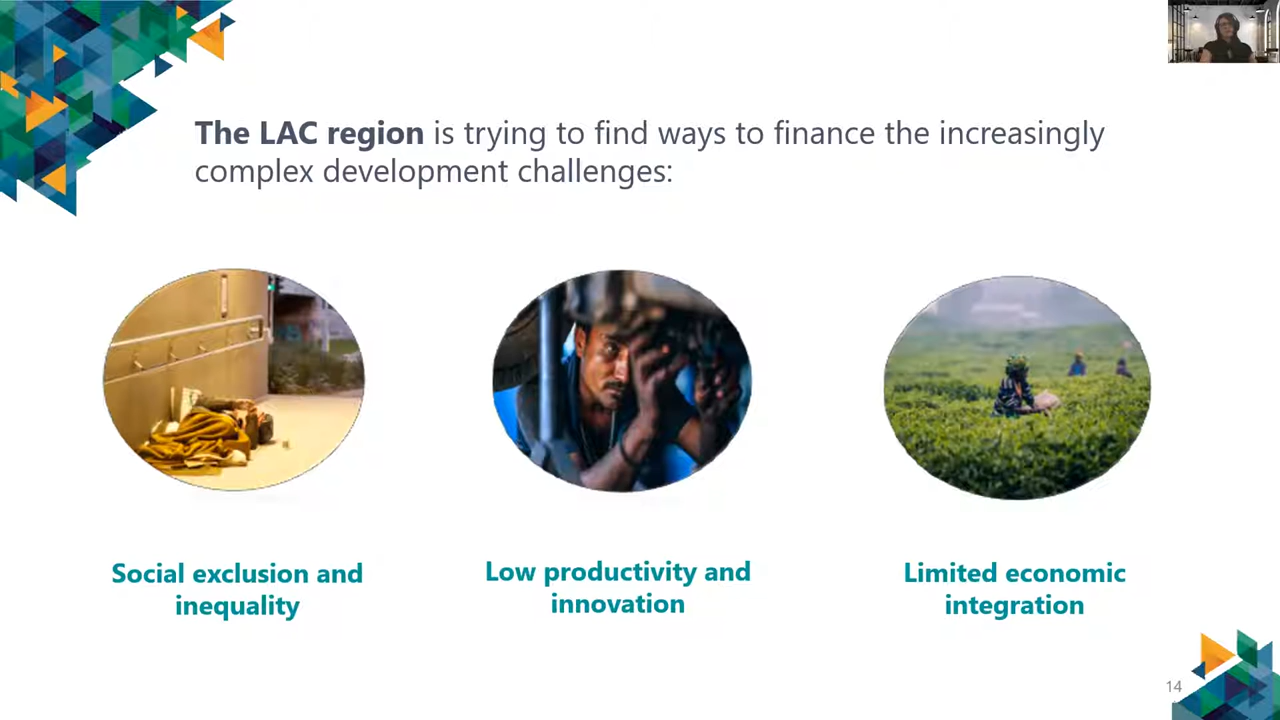 The LAC region is trying to find ways to finance the increasingly
complex development challenges:
Social exclusion and
inequality
Low productivity and
innovation
Limited economic
integration
14